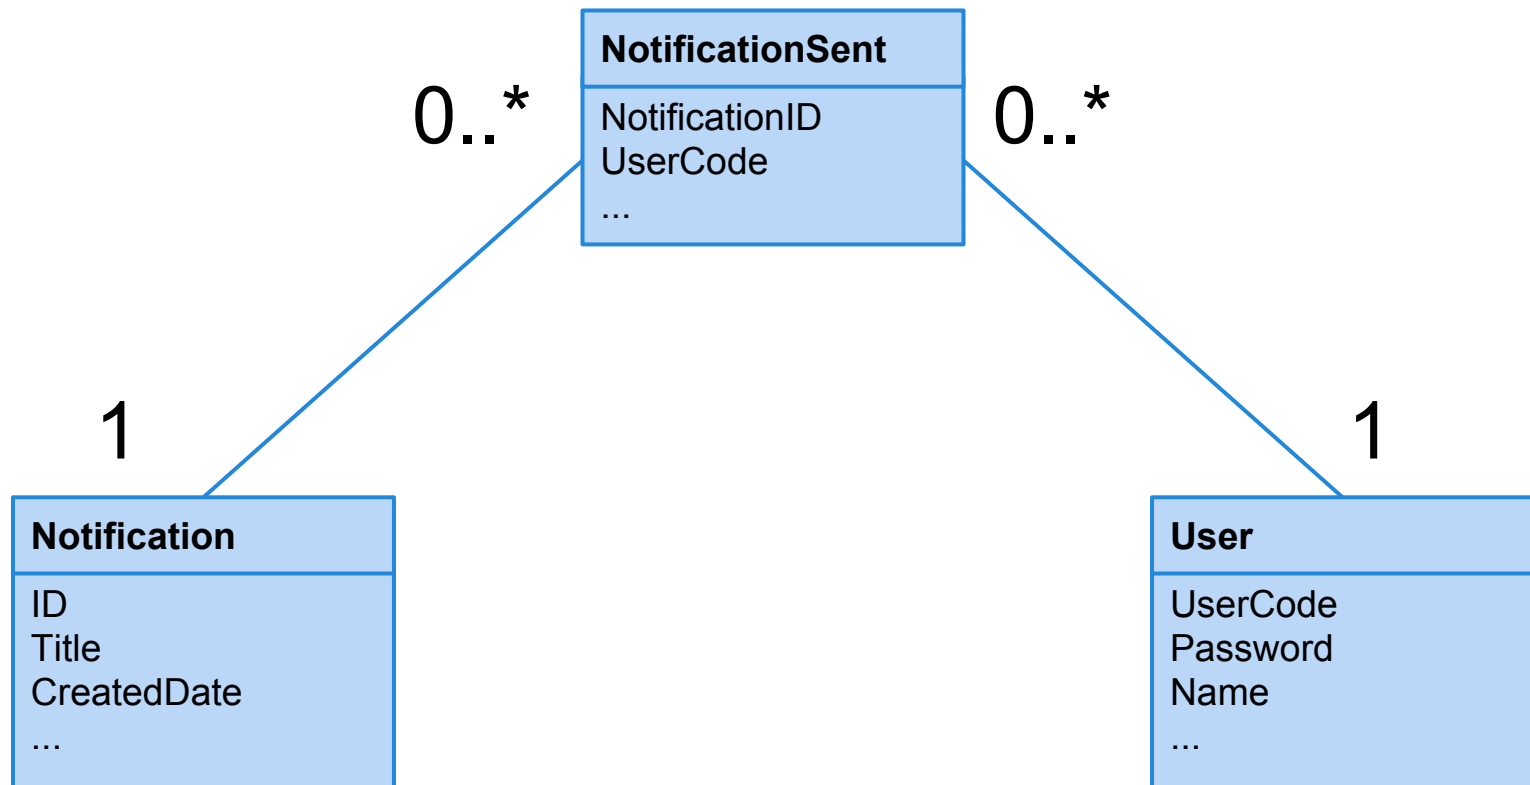 NotificationSent
0..*
0..*
NotificationID
UserCode
...
1
1
Notification
ID
Title
CreatedDate
...
User
UserCode
Password
Name
...